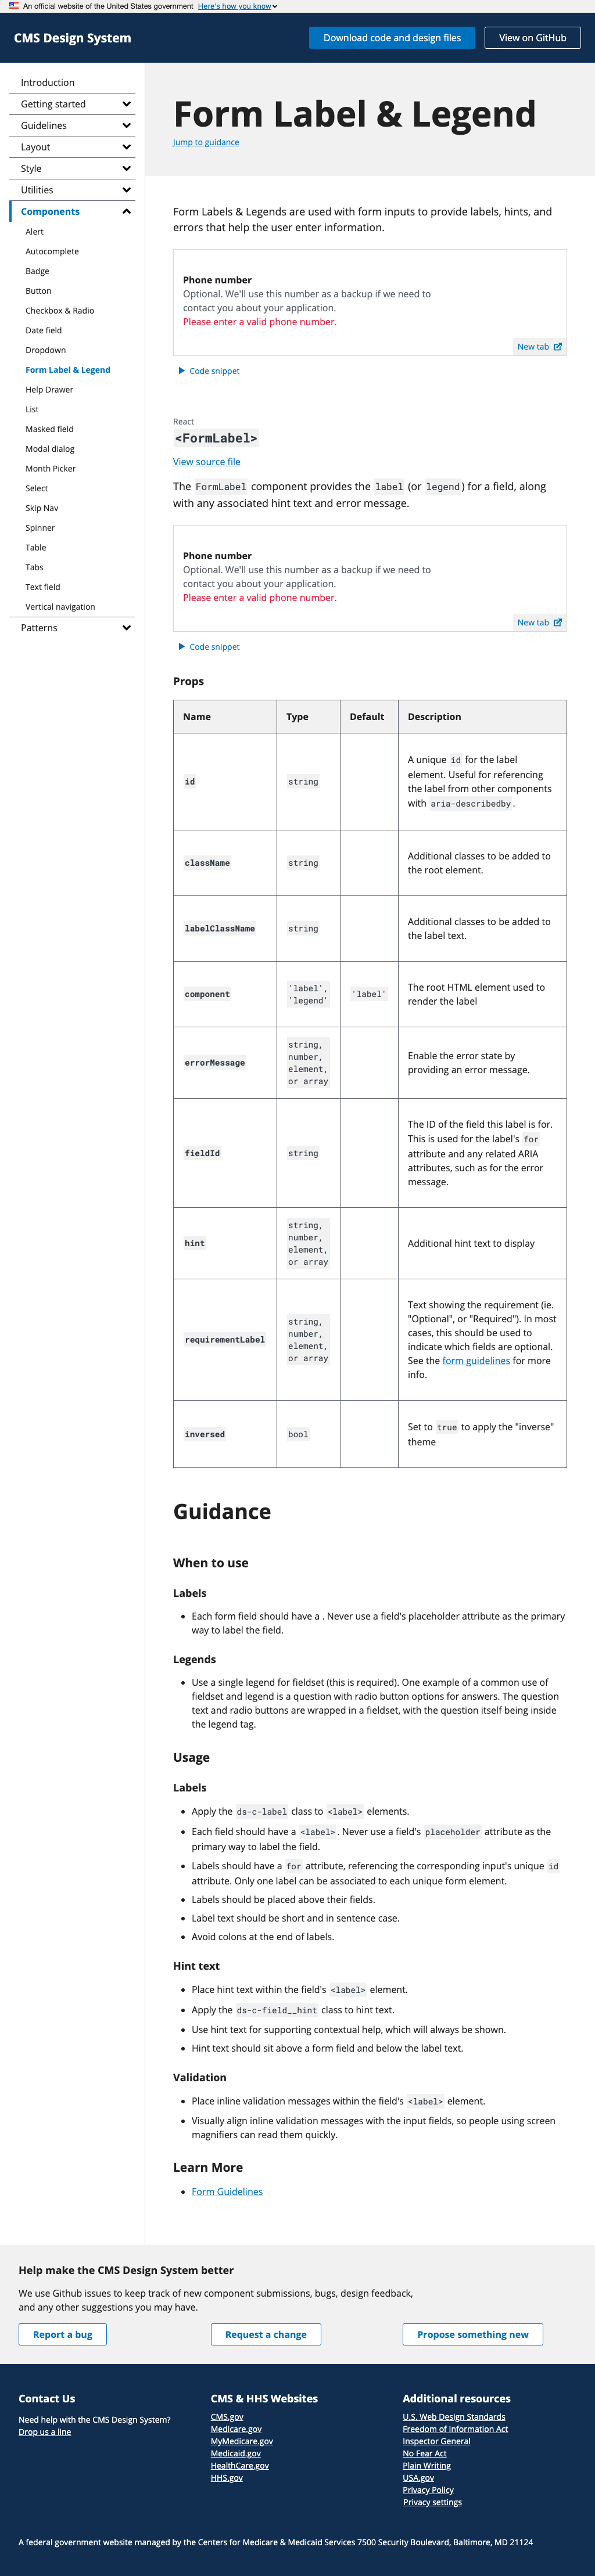 An official website of the United States government Here's how you know
CMS Design System
Download code and design files
View on GitHub
Introduction
Getting started
Guidelines
Layout
Style
Utilities
Components
Alert
Autocomplete
Badge
Button
Checkbox & Radio
Date field
Dropdown
Form Label & Legend
Help Drawer
List
Masked field
Modal dialog
Month Picker
Select
Skip Nav
Spinner
Table
Tabs
Text field
Vertical navigation
Patterns
Form Label & Legend
Jump to guidance
Form Labels & Legends are used with form inputs to provide labels, hints, and
errors that help the user enter information.
Phone number
Optional. We'll use this number as a backup if we need to
contact you about your application.
Please enter a valid phone number.
New tab
Code snippet
React
<FormLabel>
View source file
The FormLabel component provides the label (or legend) for a field, along
with any associated hint text and error message.
Phone number
Optional. We'll use this number as a backup if we need to
contact you about your application.
Please enter a valid phone number.
New tab
Code snippet
Props
Name Type Default Description
id string
A unique id for the label
element. Useful for referencing
the label from other components
with aria-describedby.
className string
Additional classes to be added to
the root element.
labelClassName string
Additional classes to be added to
the label text.
component
'label',
'legend'
'label'
The root HTML element used to
render the label
errorMessage
string,
number,
element,
or array
Enable the error state by
providing an error message.
fieldId string
The ID of the field this label is for.
This is used for the label's for
attribute and any related ARIA
attributes, such as for the error
message.
hint
string,
number,
element,
or array
Additional hint text to display
requirementLabel
string,
number,
element,
or array
Text showing the requirement (ie.
"Optional", or "Required"). In most
cases, this should be used to
indicate which fields are optional.
See the form guidelines for more
info.
inversed bool
Set to true to apply the "inverse"
theme
Guidance
When to use
Labels
• Each form field should have a . Never use a field's placeholder attribute as the primary
way to label the field.
Legends
• Use a single legend for fieldset (this is required). One example of a common use of
fieldset and legend is a question with radio button options for answers. The question
text and radio buttons are wrapped in a fieldset, with the question itself being inside
the legend tag.
Usage
Labels
• Apply the ds-c-label class to <label> elements.
• Each field should have a <label>. Never use a field's placeholder attribute as the
primary way to label the field.
• Labels should have a for attribute, referencing the corresponding input's unique id
attribute. Only one label can be associated to each unique form element.
• Labels should be placed above their fields.
• Label text should be short and in sentence case.
• Avoid colons at the end of labels.
Hint text
• Place hint text within the field's <label> element.
• Apply the ds-c-field__hint class to hint text.
• Use hint text for supporting contextual help, which will always be shown.
• Hint text should sit above a form field and below the label text.
Validation
• Place inline validation messages within the field's <label> element.
• Visually align inline validation messages with the input fields, so people using screen
magnifiers can read them quickly.
Learn More
• Form Guidelines
Help make the CMS Design System better
We use Github issues to keep track of new component submissions, bugs, design feedback,
and any other suggestions you may have.
Report a bug
Request a change
Propose something new
Contact Us
Need help with the CMS Design System?
Drop us a line
CMS & HHS Websites
CMS.gov
Medicare.gov
MyMedicare.gov
Medicaid.gov
HealthCare.gov
HHS.gov
Additional resources
U.S. Web Design Standards
Freedom of Information Act
Inspector General
No Fear Act
Plain Writing
USA.gov
Privacy Policy
Privacy settings
A federal government website managed by the Centers for Medicare & Medicaid Services 7500 Security Boulevard, Baltimore, MD 21124